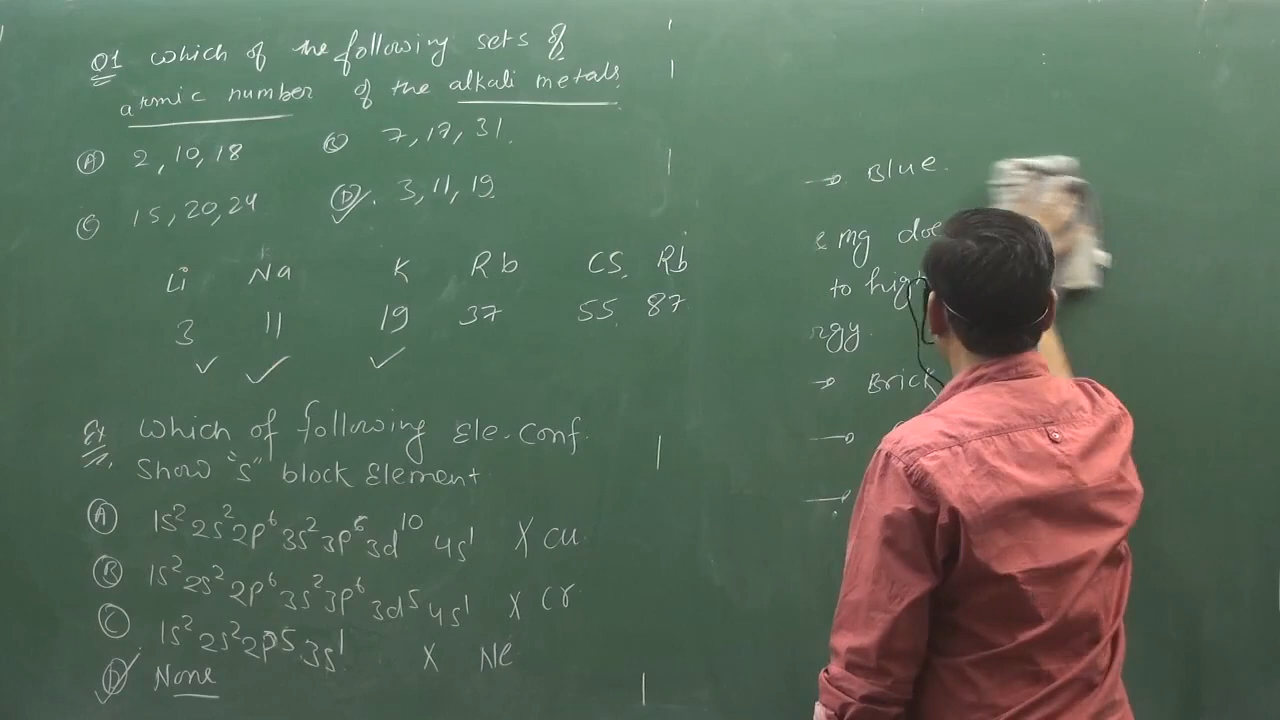 Q1 Which of the following sets of
atomic number of the alkali metals.
(A) 2, 10, 18 (B) 7, 17, 31.
(C) 15, 20, 24 (D) 3, 11, 19
Li Na K Rb Cs Rb
3 11 19 37 55 87
Ex Which of following Ele. Conf.
Show "s" block Element
(A) 1s² 2s² 2p⁶ 3s² 3p⁶ 3d¹⁰ 4s¹ X Cu
(B) 1s² 2s² 2p⁶ 3s² 3p⁶ 3d⁵ 4s¹ X Cr
(C) 1s² 2s² 2p⁵ 3s¹ X Ne
(D) None
→ Blue.
mg
to
→ Brick
→
→